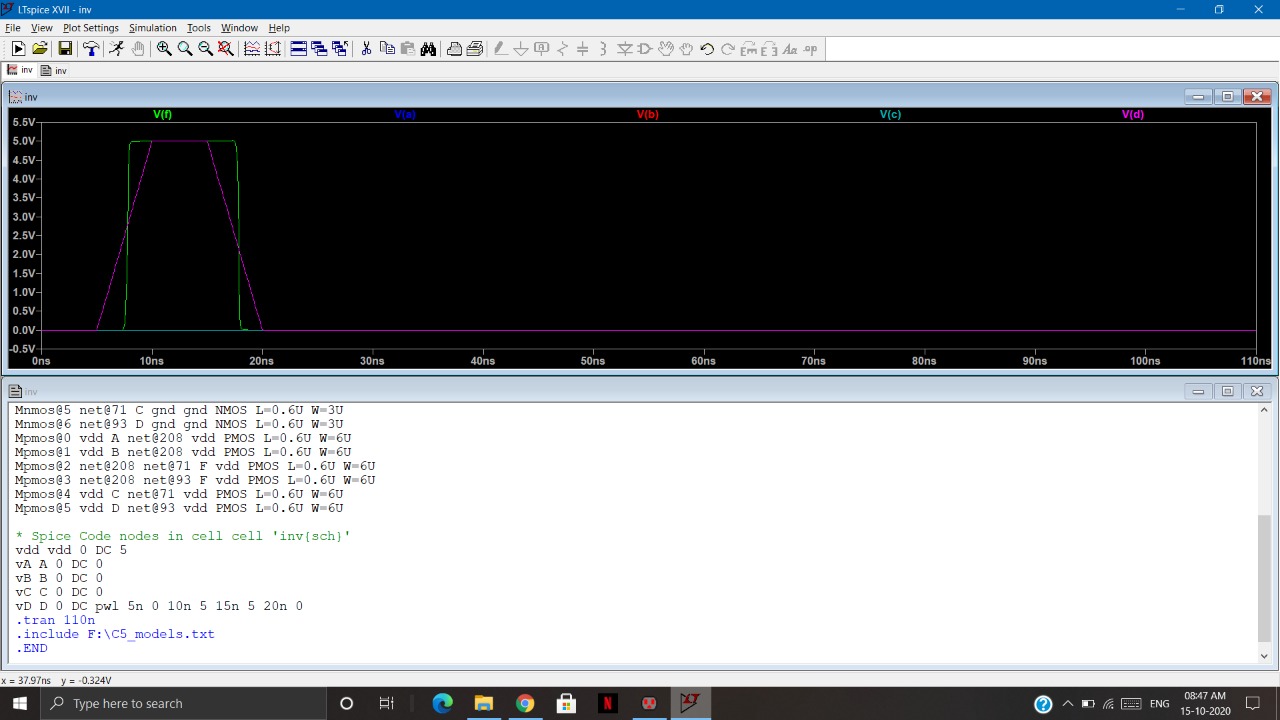 LTspice XVII - inv
File View Plot Settings Simulation Tools Window Help
inv inv
inv
V(f) V(a) V(b) V(c) V(d)
5.5V
5.0V
4.5V
4.0V
3.5V
3.0V
2.5V
2.0V
1.5V
1.0V
0.5V
0.0V
-0.5V
0ns 10ns 20ns 30ns 40ns 50ns 60ns 70ns 80ns 90ns 100ns 110ns
inv
Mnmos@5 net@71 C gnd gnd NMOS L=0.6U W=3U
Mnmos@6 net@93 D gnd gnd NMOS L=0.6U W=3U
Mpmos@0 vdd A net@208 vdd PMOS L=0.6U W=6U
Mpmos@1 vdd B net@208 vdd PMOS L=0.6U W=6U
Mpmos@2 net@208 net@71 F vdd PMOS L=0.6U W=6U
Mpmos@3 net@208 net@93 F vdd PMOS L=0.6U W=6U
Mpmos@4 vdd C net@71 vdd PMOS L=0.6U W=6U
Mpmos@5 vdd D net@93 vdd PMOS L=0.6U W=6U
* Spice Code nodes in cell cell 'inv{sch}'
vdd vdd 0 DC 5
vA A 0 DC 0
vB B 0 DC 0
vC C 0 DC 0
vD D 0 DC pwl 5n 0 10n 5 15n 5 20n 0
.tran 110n
.include F:\C5_models.txt
.END
x = 37.97ns y = -0.324V
Type here to search
ENG
08:47 AM
15-10-2020